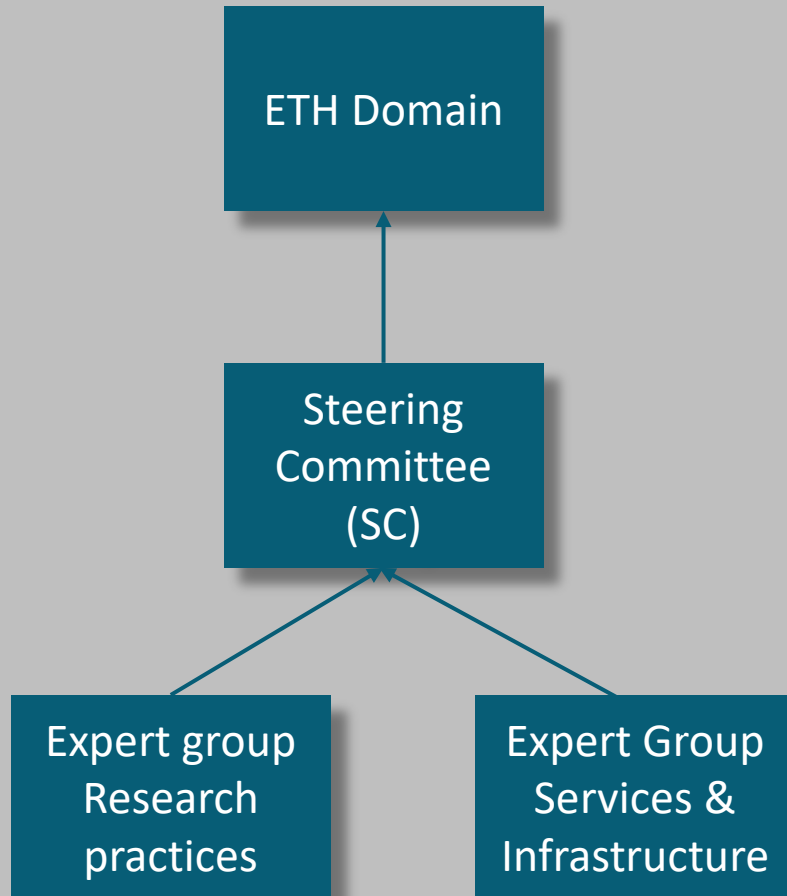 ETH Domain
Steering
Committee
(SC)
Expert group
Research
practices
Expert Group
Services &
Infrastructure